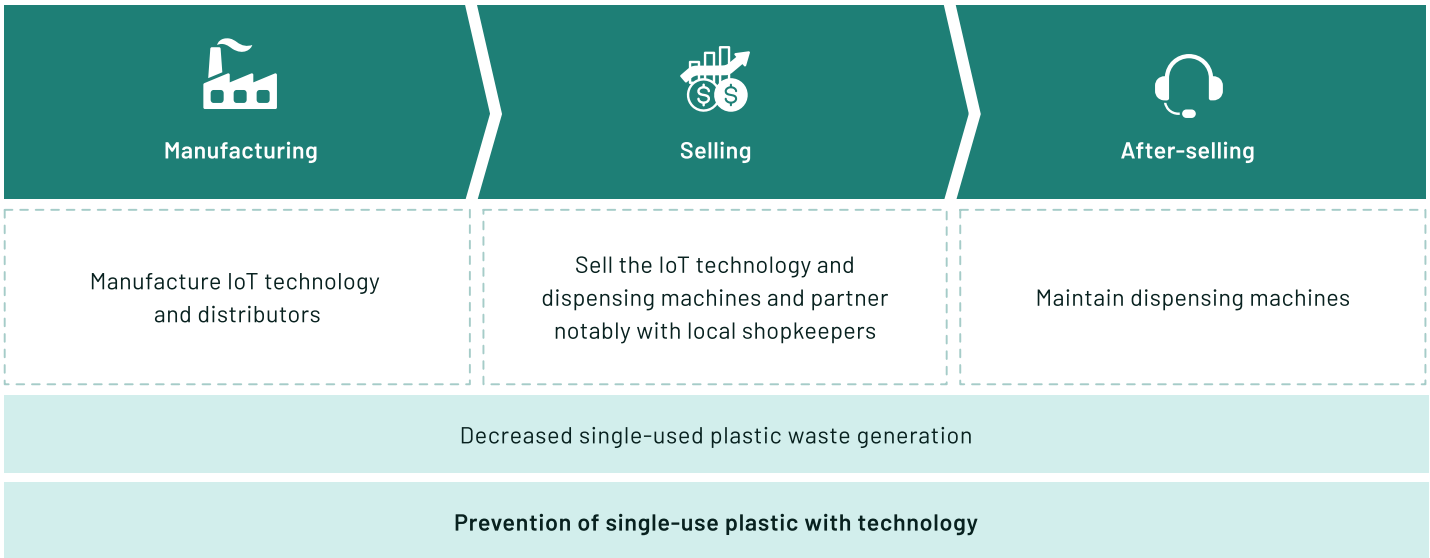 Manufacturing
Selling
After-selling
Manufacture IoT technology
and distributors
Sell the IoT technology and
dispensing machines and partner
notably with local shopkeepers
Maintain dispensing machines
Decreased single-used plastic waste generation
Prevention of single-use plastic with technology